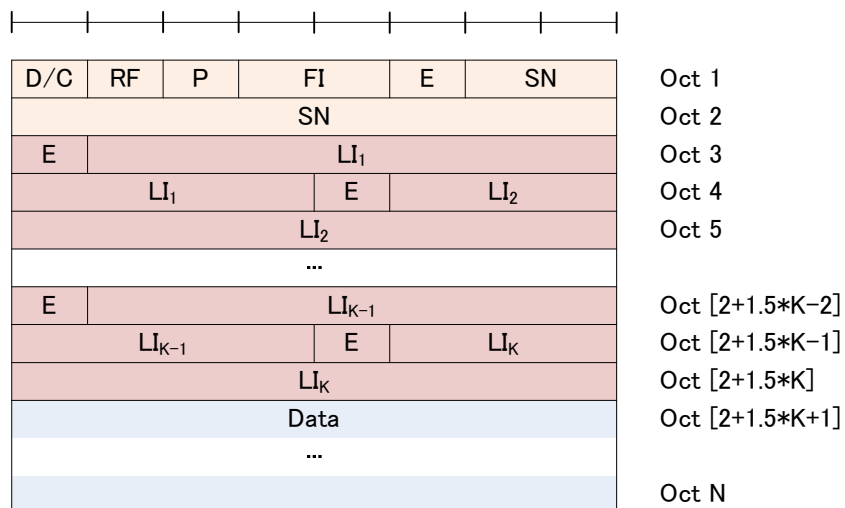 D/C RF P FI E SN Oct 1
SN Oct 2
E LI₁ Oct 3
LI₁ E LI₂ Oct 4
LI₂ Oct 5
...
E LIₖ₋₁ Oct [2+1.5*K-2]
LIₖ₋₁ E LIₖ Oct [2+1.5*K-1]
LIₖ Oct [2+1.5*K]
Data Oct [2+1.5*K+1]
...
Oct N